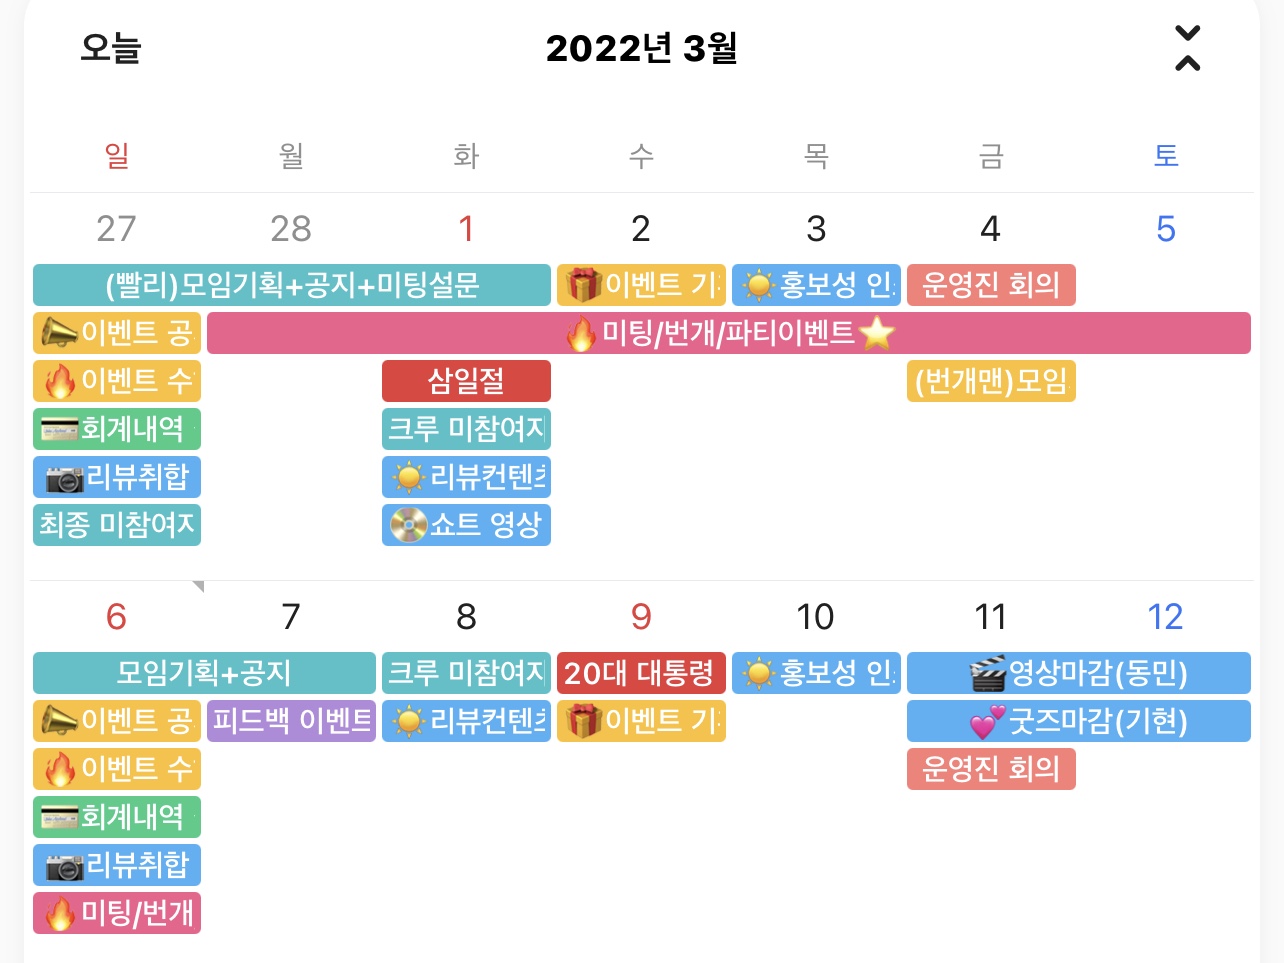 오늘
2022년 3월
일 월 화 수 목 금 토
27 28 1 2 3 4 5
(빨리)모임기획+공지+미팅설문 이벤트 기 홍보성 인 운영진 회의
이벤트 공 미팅/번개/파티이벤트
이벤트 수 삼일절 (번개맨)모임
회계내역 크루 미참여
리뷰취합 리뷰컨텐
최종 미참여 쇼트 영상
6 7 8 9 10 11 12
모임기획+공지 크루 미참여 20대 대통령 홍보성 인 영상마감(동민)
이벤트 공 피드백 이벤트 리뷰컨텐 이벤트 기 굿즈마감(기현)
이벤트 수 운영진 회의
회계내역
리뷰취합
미팅/번개